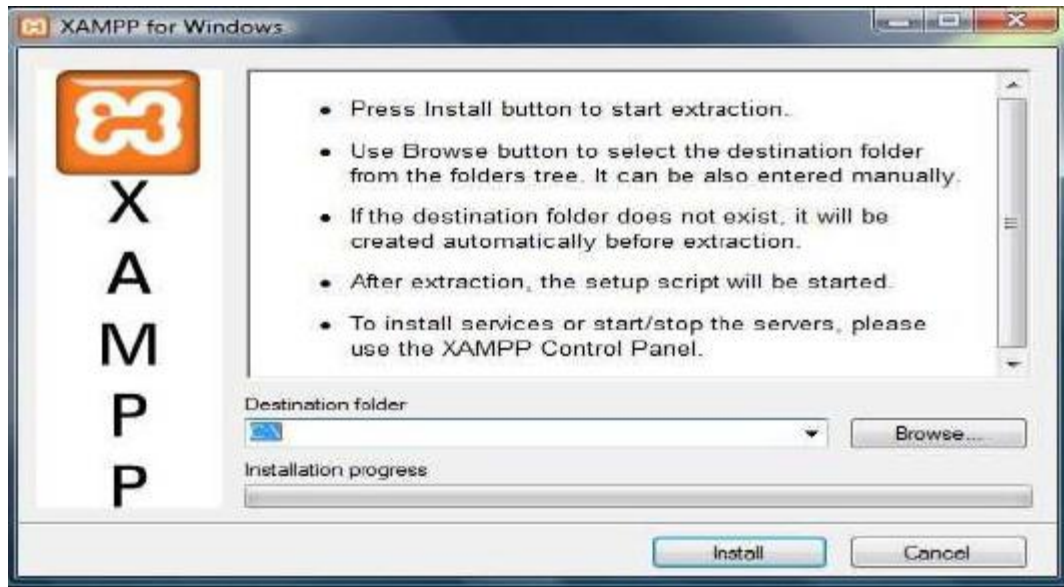 XAMPP for Windows
X
A
M
P
P
• Press Install button to start extraction.
• Use Browse button to select the destination folder
from the folders tree. It can be also entered manually.
• If the destination folder does not exist, it will be
created automatically before extraction.
• After extraction, the setup script will be started.
• To install services or start/stop the servers, please
use the XAMPP Control Panel.
Destination folder
C:\
Browse...
Installation progress
Install
Cancel